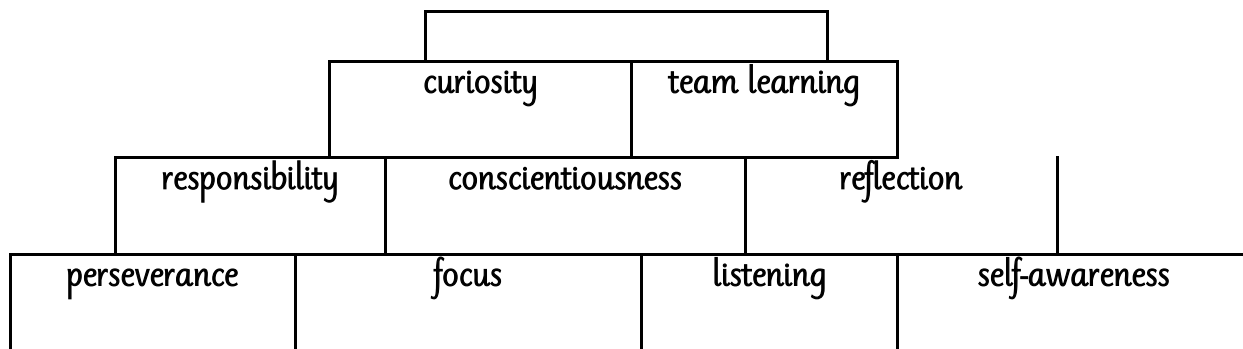 curiosity team learning
responsibility conscientiousness reflection
perseverance focus listening self-awareness